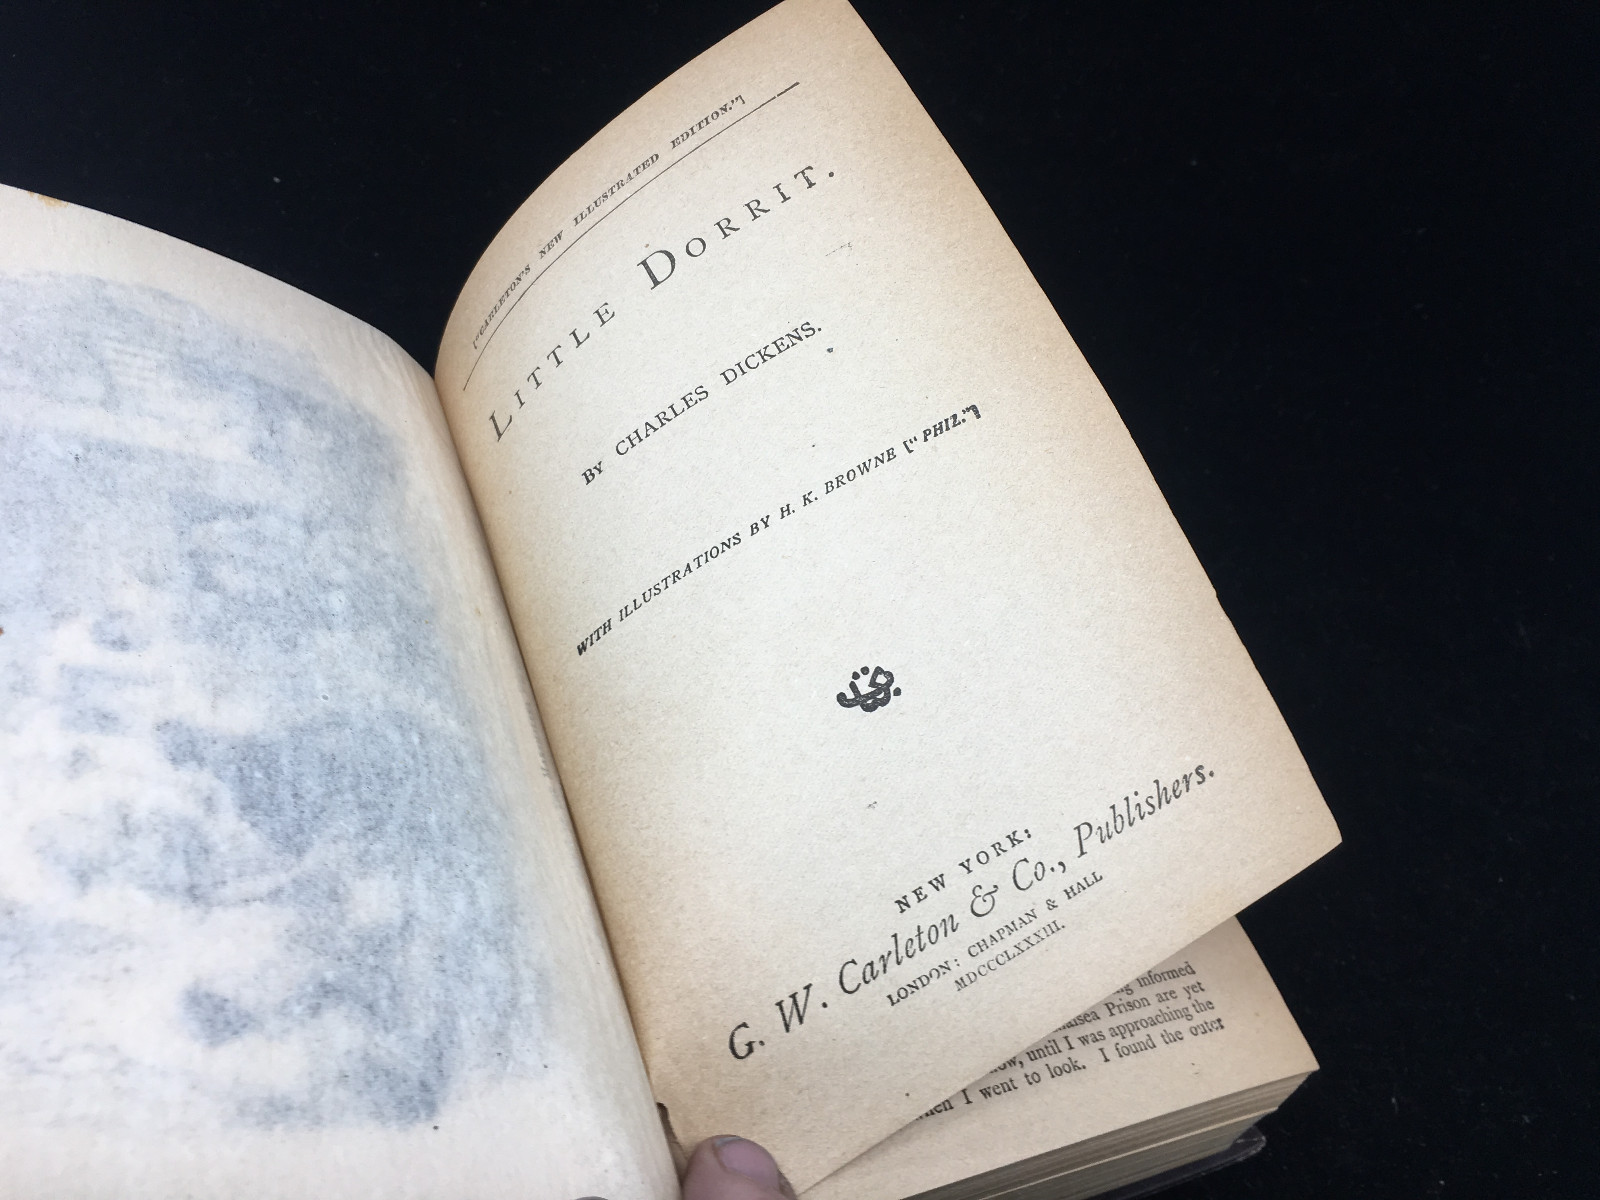 ["CARLETON'S NEW ILLUSTRATED EDITION."]
LITTLE DORRIT.
BY CHARLES DICKENS.
WITH ILLUSTRATIONS BY H. K. BROWNE ["PHIZ."]
NEW YORK:
G. W. Carleton & Co., Publishers.
LONDON: CHAPMAN & HALL
MDCCCLXXXIII.
informed
Prison are yet
until I was approaching the
I went to look. I found the outer